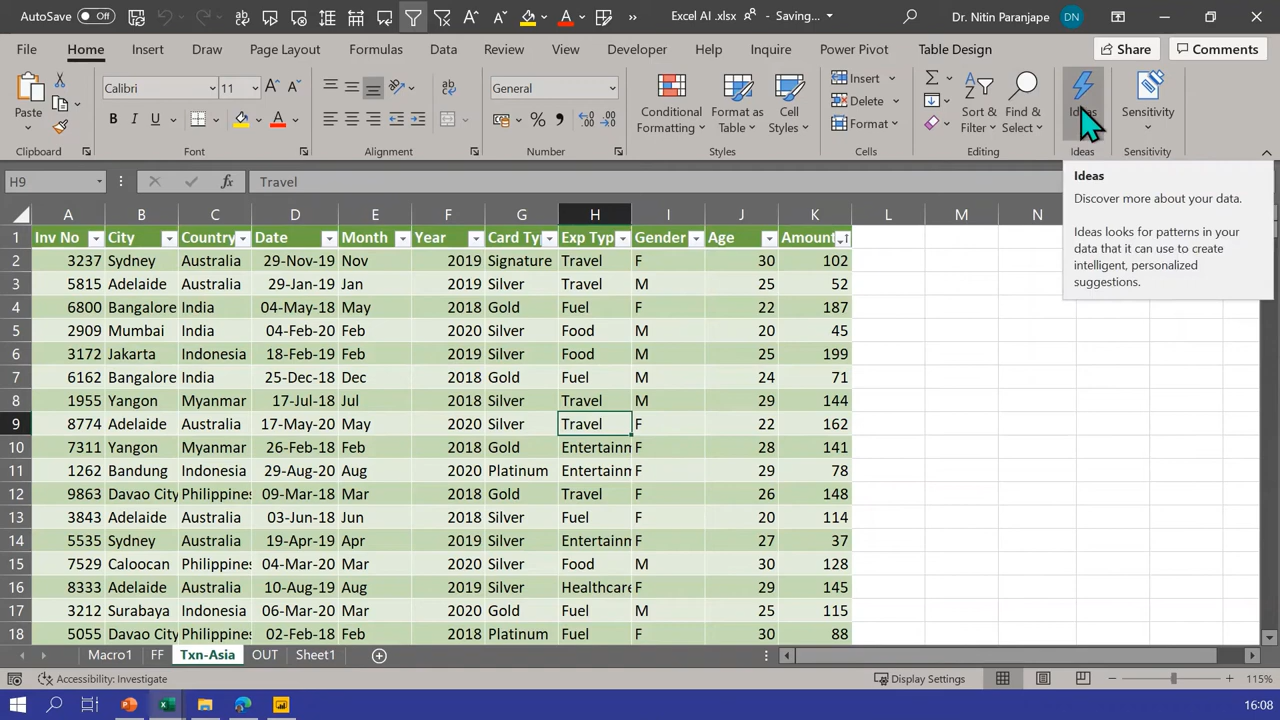 AutoSave Off Excel AI .xlsx - Saving... Dr. Nitin Paranjape DN
File Home Insert Draw Page Layout Formulas Data Review View Developer Help Inquire Power Pivot Table Design Share Comments
Paste Calibri 11 General Conditional Formatting Format as Table Cell Styles Insert Delete Format Sort & Filter Find & Select Ideas Sensitivity
Clipboard Font Alignment Number Styles Cells Editing Ideas Sensitivity
H9 fx Travel
Ideas
Discover more about your data.
Ideas looks for patterns in your
data that it can use to create
intelligent, personalized
suggestions.
A B C D E F G H I J K L M N
1 Inv No City Country Date Month Year Card Ty Exp Typ Gender Age Amount
2 3237 Sydney Australia 29-Nov-19 Nov 2019 Signature Travel F 30 102
3 5815 Adelaide Australia 29-Jan-19 Jan 2019 Silver Travel M 25 52
4 6800 Bangalore India 04-May-18 May 2018 Gold Fuel F 22 187
5 2909 Mumbai India 04-Feb-20 Feb 2020 Silver Food M 20 45
6 3172 Jakarta Indonesia 18-Feb-19 Feb 2019 Silver Food M 25 199
7 6162 Bangalore India 25-Dec-18 Dec 2018 Gold Fuel M 24 71
8 1955 Yangon Myanmar 17-Jul-18 Jul 2018 Silver Travel M 29 144
9 8774 Adelaide Australia 17-May-20 May 2020 Silver Travel F 22 162
10 7311 Yangon Myanmar 26-Feb-18 Feb 2018 Gold Entertainm F 28 141
11 1262 Bandung Indonesia 29-Aug-20 Aug 2020 Platinum Entertainm F 29 78
12 9863 Davao City Philippines 09-Mar-18 Mar 2018 Gold Travel F 26 148
13 3843 Adelaide Australia 03-Jun-18 Jun 2018 Silver Fuel F 20 114
14 5535 Sydney Australia 19-Apr-19 Apr 2019 Silver Entertainm F 27 37
15 7529 Caloocan Philippines 04-Mar-20 Mar 2020 Silver Food M 30 128
16 8333 Adelaide Australia 10-Aug-19 Aug 2019 Silver Healthcare F 29 145
17 3212 Surabaya Indonesia 06-Mar-20 Mar 2020 Gold Fuel M 25 115
18 5055 Davao City Philippines 02-Feb-18 Feb 2018 Platinum Fuel F 30 88
Macro1 FF Txn-Asia OUT Sheet1
Accessibility: Investigate Display Settings 115%
16:08